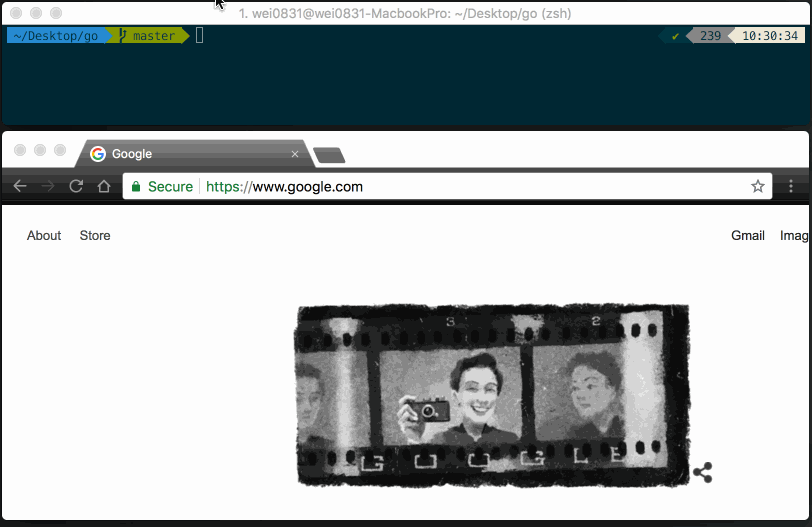 1. wei0831@wei0831-MacbookPro: ~/Desktop/go (zsh)
~/Desktop/go master ✔ 239 10:30:34
Google
Secure https://www.google.com
About Store Gmail Imag
3 2
G O O G L E